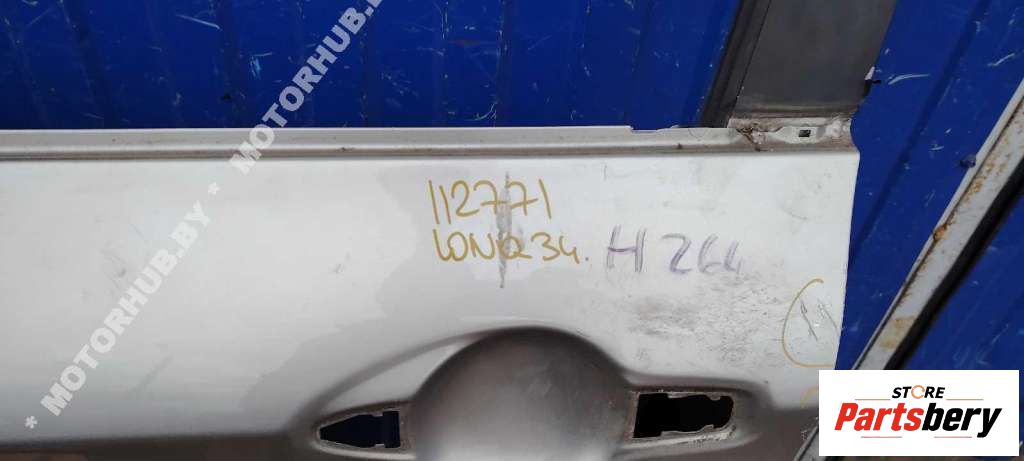 112771
LONQ34. H 264
* MOTORHUB.BY * MOTORHUB.BY
STORE
Partsbery